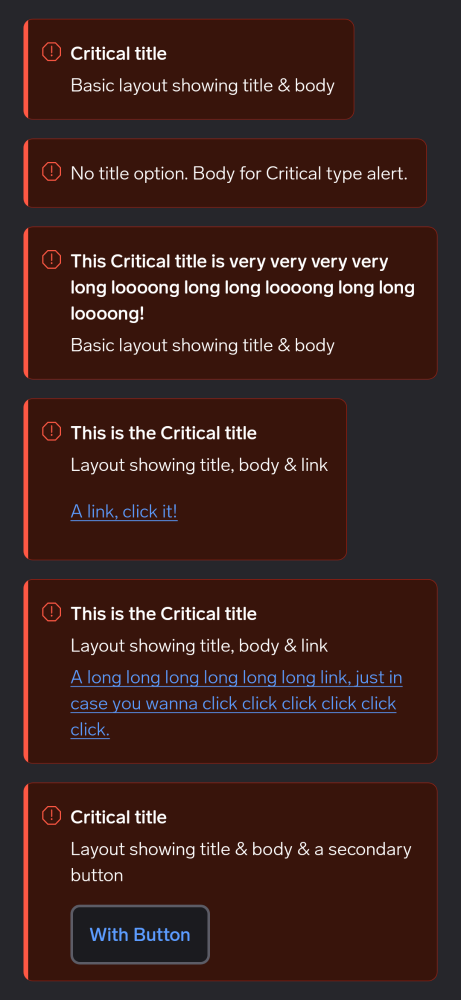 Critical title
Basic layout showing title & body
No title option. Body for Critical type alert.
This Critical title is very very very very
long loooong long long loooong long long
loooong!
Basic layout showing title & body
This is the Critical title
Layout showing title, body & link
A link, click it!
This is the Critical title
Layout showing title, body & link
A long long long long long long link, just in
case you wanna click click click click click
click.
Critical title
Layout showing title & body & a secondary
button
With Button